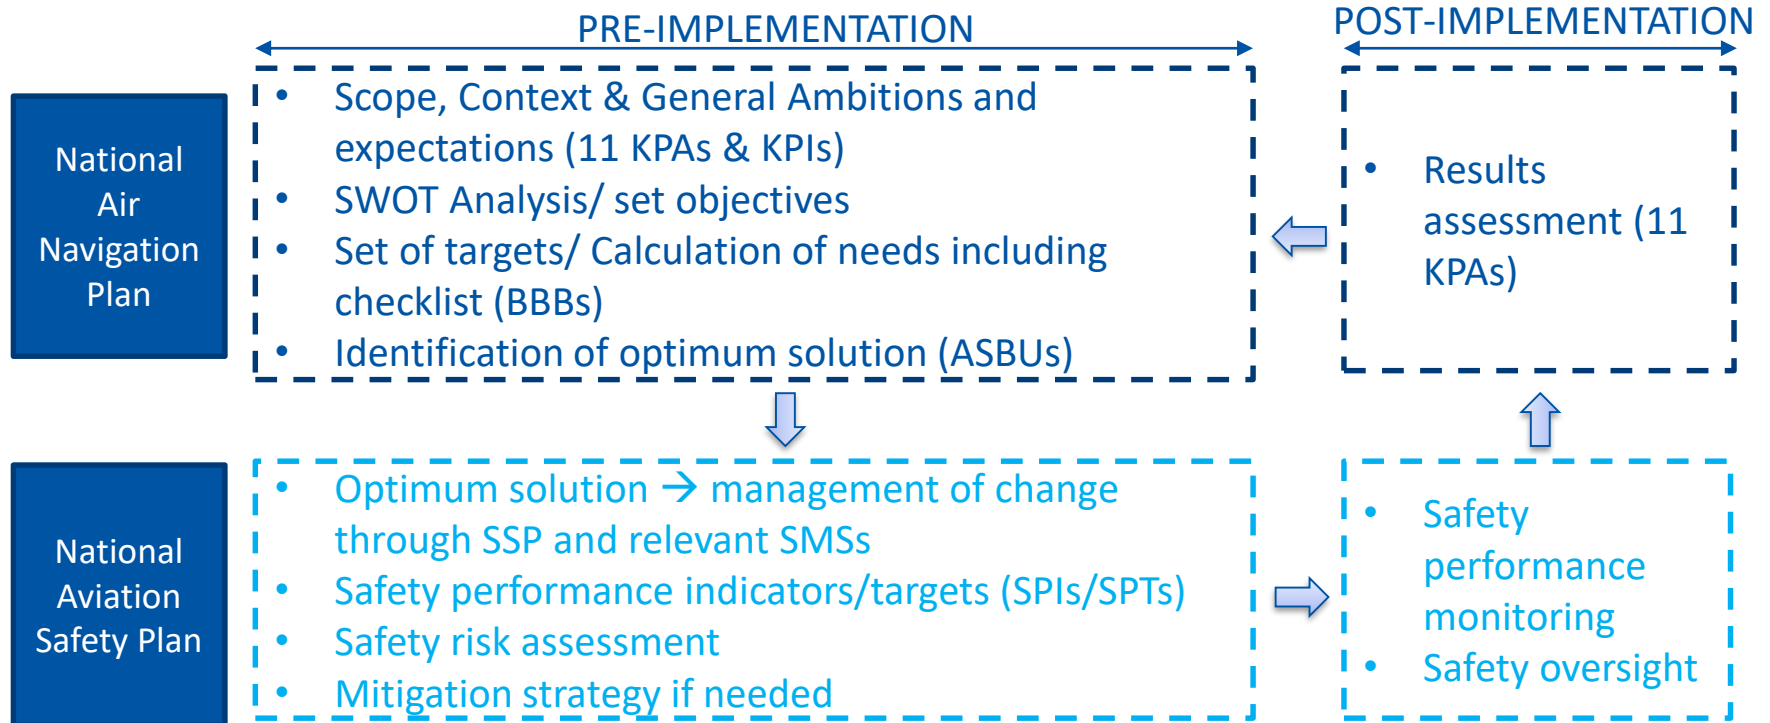 PRE-IMPLEMENTATION
POST-IMPLEMENTATION
National
Air
Navigation
Plan
• Scope, Context & General Ambitions and
expectations (11 KPAs & KPIs)
• SWOT Analysis/ set objectives
• Set of targets/ Calculation of needs including
checklist (BBBs)
• Identification of optimum solution (ASBUs)
• Results
assessment (11
KPAs)
National
Aviation
Safety Plan
• Optimum solution → management of change
through SSP and relevant SMSs
• Safety performance indicators/targets (SPIs/SPTs)
• Safety risk assessment
• Mitigation strategy if needed
• Safety
performance
monitoring
• Safety oversight